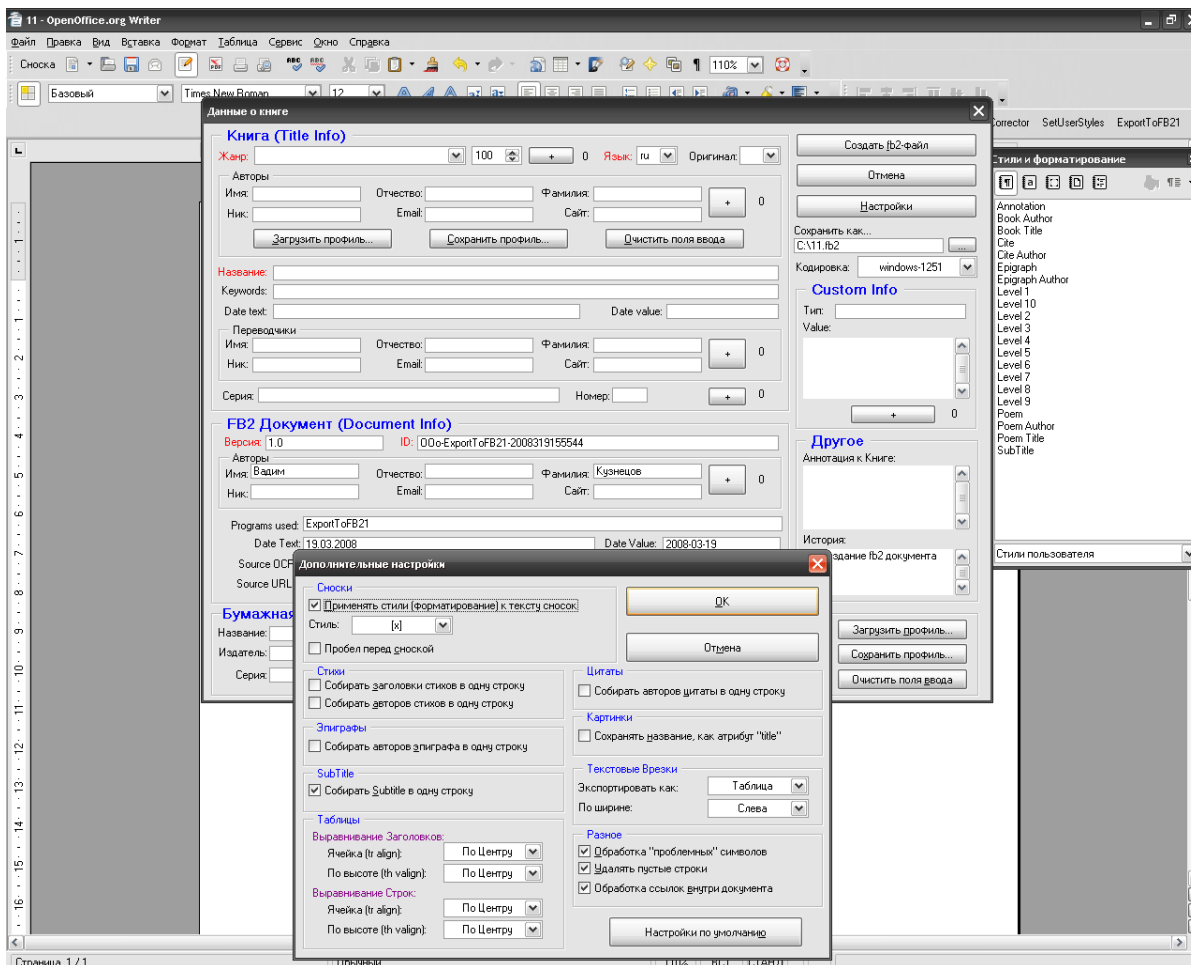 11 - OpenOffice.org Writer
Файл Правка Вид Вставка Формат Таблица Сервис Окно Справка
Сноска 110%
Базовый Times New Roman 12
orrector SetUserStyles ExportToFB21
Данные о книге
Книга (Title Info)
Жанр: 100 + 0 Язык: ru Оригинал:
Авторы
Имя: Отчество: Фамилия: + 0
Ник: Email: Сайт:
Загрузить профиль... Сохранить профиль... Очистить поля ввода
Название:
Keywords:
Date text: Date value:
Переводчики
Имя: Отчество: Фамилия: + 0
Ник: Email: Сайт:
Серия: Номер: + 0
FB2 Документ (Document Info)
Версия: 1.0 ID: OOo-ExportToFB21-2008319155544
Авторы
Имя: Вадим Отчество: Фамилия: Кузнецов + 0
Ник: Email: Сайт:
Programs used: ExportToFB21
Date Text: 19.03.2008 Date Value: 2008-03-19
Source OCR
Source URL
Бумажная
Название:
Издатель:
Серия:
Создать fb2-файл
Отмена
Настройки
Сохранить как...
C:\11.fb2 ...
Кодировка: windows-1251
Custom Info
Тип:
Value:
+ 0
Другое
Аннотация к Книге:
История:
здание fb2 документа
Загрузить профиль...
Сохранить профиль...
Очистить поля ввода
Стили и форматирование
Annotation
Book Author
Book Title
Cite
Cite Author
Epigraph
Epigraph Author
Level 1
Level 10
Level 2
Level 3
Level 4
Level 5
Level 6
Level 7
Level 8
Level 9
Poem
Poem Author
Poem Title
SubTitle
Стили пользователя
Дополнительные настройки
Сноски
Применять стили (форматирование) к тексту сносок
Стиль: [x]
Пробел перед сноской
OK
Отмена
Стихи
Собирать заголовки стихов в одну строку
Собирать авторов стихов в одну строку
Эпиграфы
Собирать авторов эпиграфа в одну строку
SubTitle
Собирать Subtitle в одну строку
Таблицы
Выравнивание Заголовков:
Ячейка (tr align): По Центру
По высоте (th valign): По Центру
Выравнивание Строк:
Ячейка (tr align): По Центру
По высоте (th valign): По Центру
Цитаты
Собирать авторов цитаты в одну строку
Картинки
Сохранять название, как атрибут "title"
Текстовые Врезки
Экспортировать как: Таблица
По ширине: Слева
Разное
Обработка "проблемных" символов
Удалять пустые строки
Обработка ссылок внутри документа
Настройки по умолчанию
Страница 1 / 1 Обычный